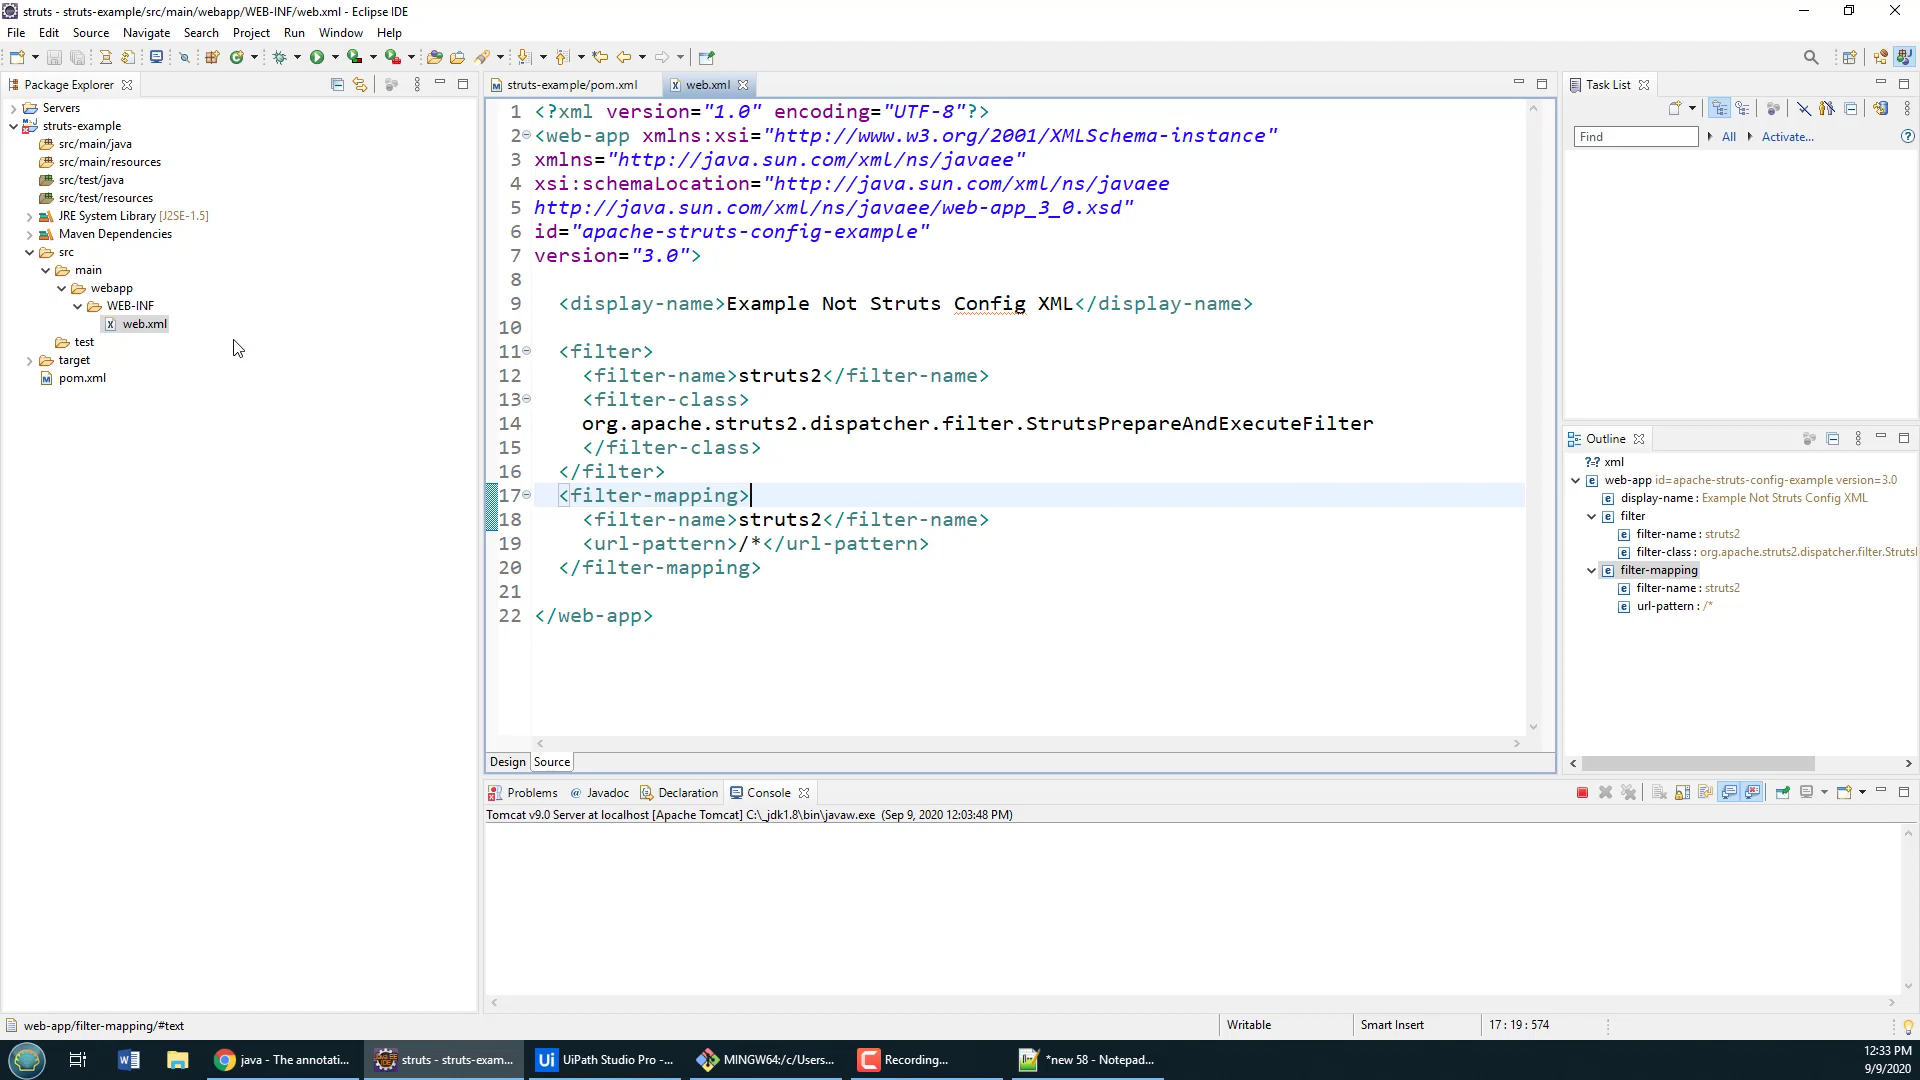 struts - struts-example/src/main/webapp/WEB-INF/web.xml - Eclipse IDE
File Edit Source Navigate Search Project Run Window Help
Package Explorer
Servers
struts-example
src/main/java
src/main/resources
src/test/java
src/test/resources
JRE System Library [J2SE-1.5]
Maven Dependencies
src
main
webapp
WEB-INF
web.xml
test
target
pom.xml
struts-example/pom.xml
web.xml
1 <?xml version="1.0" encoding="UTF-8"?>
2 <web-app xmlns:xsi="http://www.w3.org/2001/XMLSchema-instance"
3 xmlns="http://java.sun.com/xml/ns/javaee"
4 xsi:schemaLocation="http://java.sun.com/xml/ns/javaee
5 http://java.sun.com/xml/ns/javaee/web-app_3_0.xsd"
6 id="apache-struts-config-example"
7 version="3.0">
8
9 <display-name>Example Not Struts Config XML</display-name>
10
11 <filter>
12 <filter-name>struts2</filter-name>
13 <filter-class>
14 org.apache.struts2.dispatcher.filter.StrutsPrepareAndExecuteFilter
15 </filter-class>
16 </filter>
17 <filter-mapping>
18 <filter-name>struts2</filter-name>
19 <url-pattern>/*</url-pattern>
20 </filter-mapping>
21
22 </web-app>
Design Source
Task List
Find All Activate...
Outline
?=? xml
web-app id=apache-struts-config-example version=3.0
display-name : Example Not Struts Config XML
filter
filter-name : struts2
filter-class : org.apache.struts2.dispatcher.filter.Struts
filter-mapping
filter-name : struts2
url-pattern : /*
Problems @ Javadoc Declaration Console
Tomcat v9.0 Server at localhost [Apache Tomcat] C:\_jdk1.8\bin\javaw.exe (Sep 9, 2020 12:03:48 PM)
web-app/filter-mapping/#text
Writable
Smart Insert
17 : 19 : 574
java - The annotati...
struts - struts-exam...
Ui UiPath Studio Pro -...
MINGW64:/c/Users...
Recording...
*new 58 - Notepad...
12:33 PM
9/9/2020